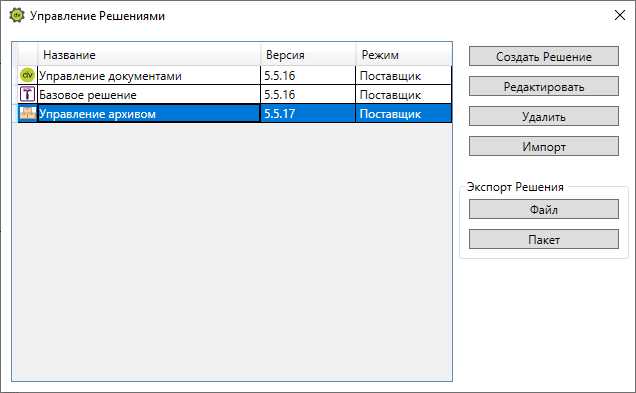 Управление Решениями
Название Версия Режим
Управление документами 5.5.16 Поставщик
Базовое решение 5.5.16 Поставщик
Управление архивом 5.5.17 Поставщик
Создать Решение
Редактировать
Удалить
Импорт
Экспорт Решения
Файл
Пакет